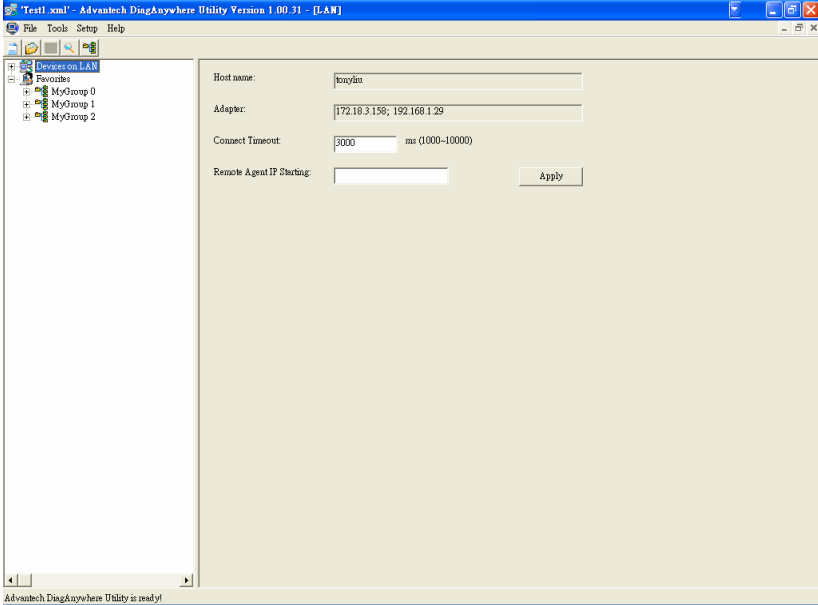 'Test1.xml' - Advantech DiagAnywhere Utility Version 1.00.31 - [LAN]
File Tools Setup Help
Devices on LAN
Favorites
MyGroup 0
MyGroup 1
MyGroup 2
Host name: tonyliu
Adapter: 172.18.3.158; 192.168.1.29
Connect Timeout: 3000 ms (1000~10000)
Remote Agent IP Starting: Apply
Advantech DiagAnywhere Utility is ready!